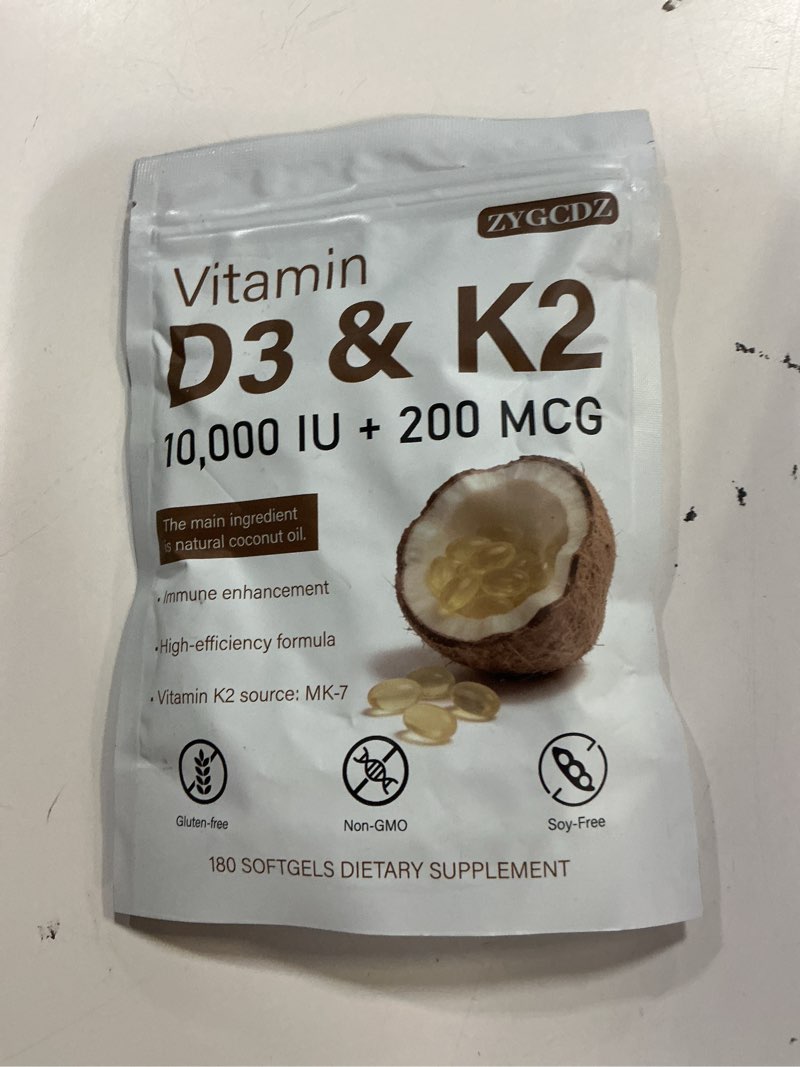 ZYGCDZ
Vitamin
D3 & K2
10,000 IU + 200 MCG
The main ingredient
is natural coconut oil.
· Immune enhancement
· High-efficiency formula
· Vitamin K2 source: MK-7
Gluten-free
Non-GMO
Soy-Free
180 SOFTGELS DIETARY SUPPLEMENT